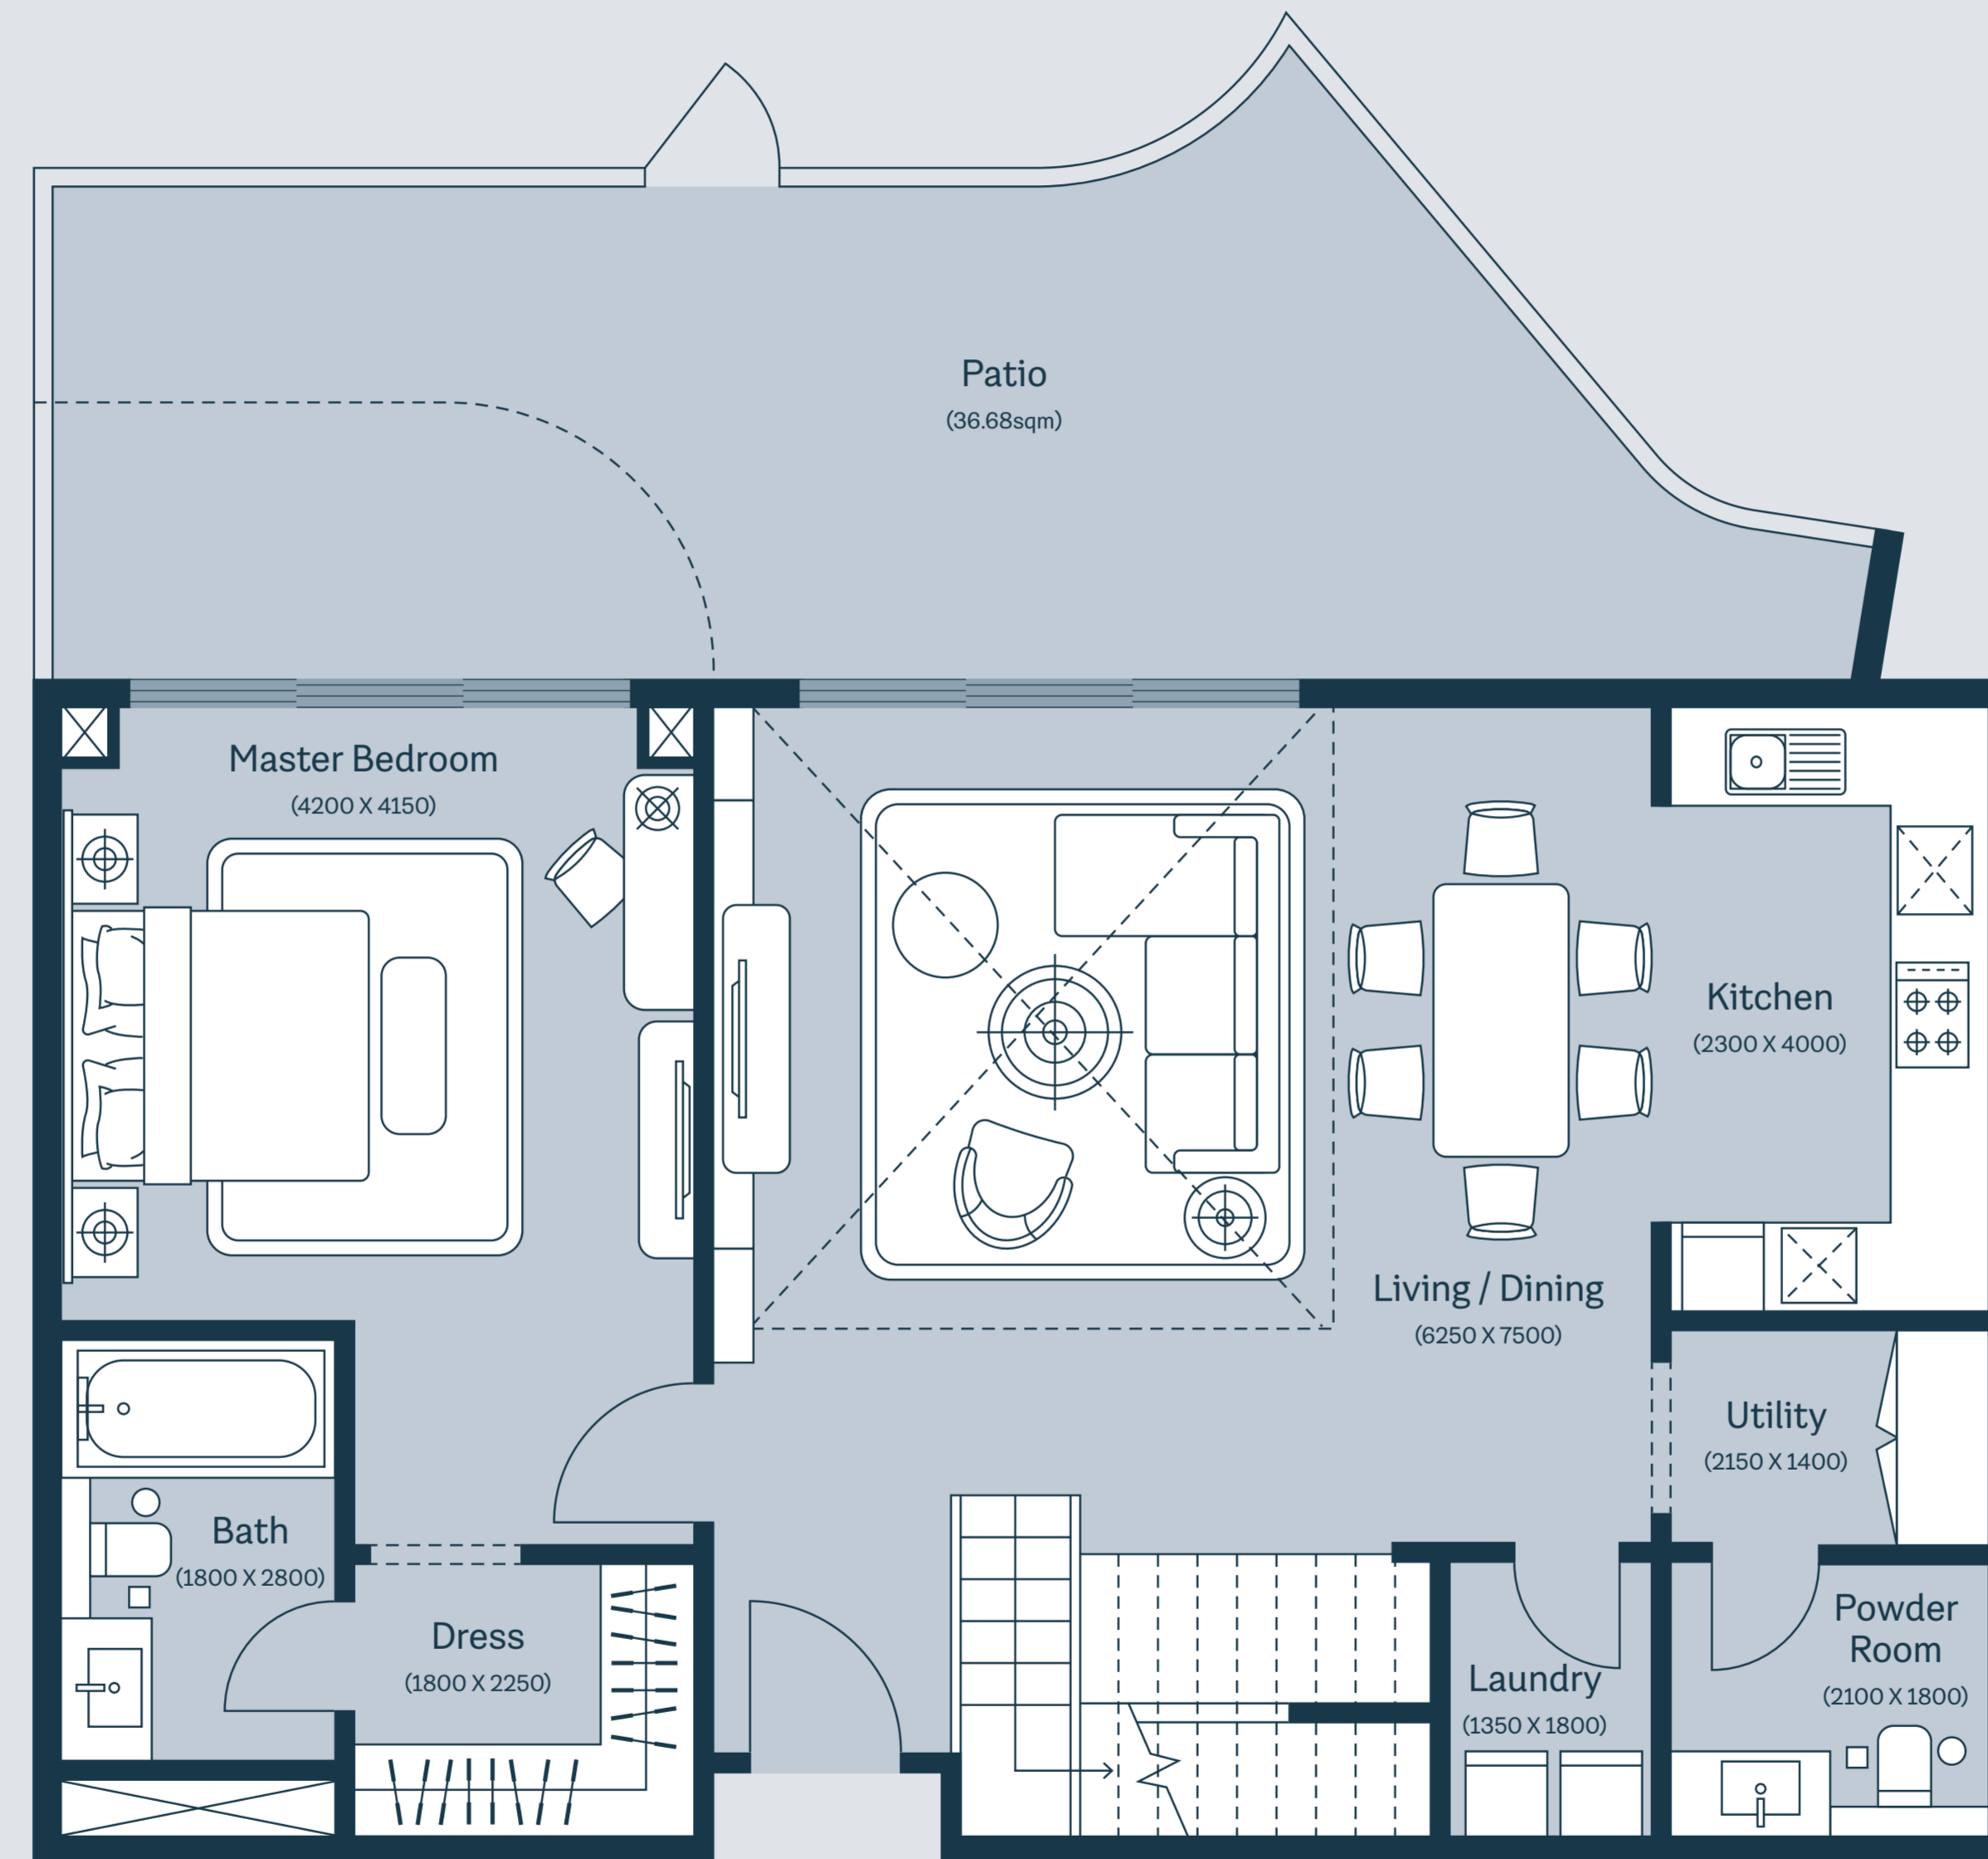 Patio
(36.68sqm)
Master Bedroom
(4200 X 4150)
Kitchen
(2300 X 4000)
Living / Dining
(6250 X 7500)
Utility
(2150 X 1400)
Bath
(1800 X 2800)
Dress
(1800 X 2250)
Laundry
(1350 X 1800)
Powder
Room
(2100 X 1800)